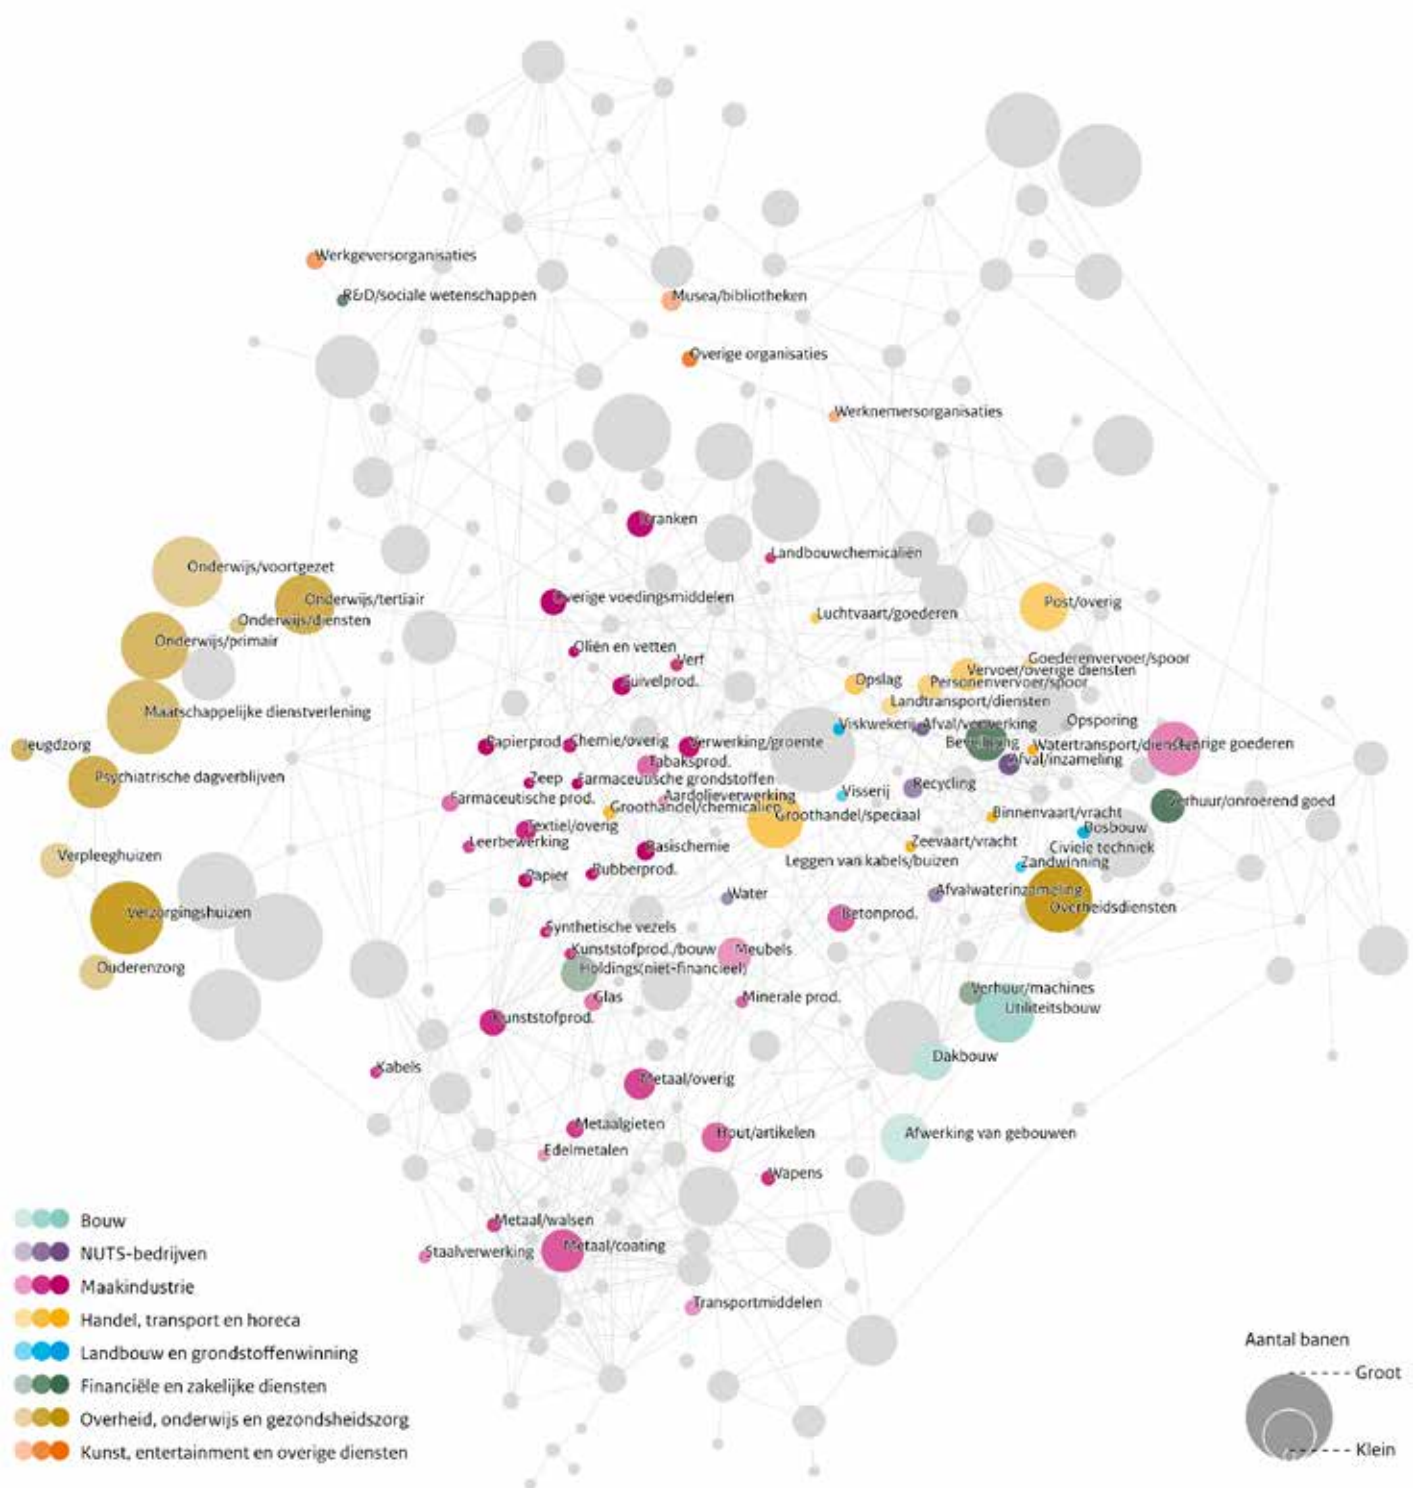 Werkgeversorganisaties
R&D/sociale wetenschappen
Musea/bibliotheken
Overige organisaties
Werknemersorganisaties
Dranken
Landbouwchemicaliën
Onderwijs/voortgezet
Onderwijs/tertiair
Onderwijs/diensten
Onderwijs/primair
Overige voedingsmiddelen
Luchtvaart/goederen
Post/overig
Oliën en vetten
Verf
Zuivelprod.
Goederenvervoer/spoor
Vervoer/overige diensten
Opslag
Personenvervoer/spoor
Landtransport/diensten
Maatschappelijke dienstverlening
Viskwekerij
Afval/verwerking
Opsporing
Jeugdzorg
Papierprod.
Chemie/overig
Verwerking/groente
Beveiliging
Watertransport/diensten
Overige goederen
Tabaksprod.
Afval/inzameling
Psychiatrische dagverblijven
Zeep
Farmaceutische grondstoffen
Recycling
Farmaceutische prod.
Aardolieverwerking
Visserij
Verhuur/onroerend goed
Groothandel/chemicaliën
Groothandel/speciaal
Binnenvaart/vracht
Textiel/overig
Bosbouw
Leerbewerking
Basischemie
Zeevaart/vracht
Civiele techniek
Verpleeghuizen
Leggen van kabels/buizen
Zandwinning
Papier
Rubberprod.
Water
Afvalwaterinzameling
Verzorgingshuizen
Betonprod.
Overheidsdiensten
Synthetische vezels
Kunststofprod./bouw
Meubels
Ouderenzorg
Holdings(niet-financieel)
Glas
Minerale prod.
Verhuur/machines
Utiliteitsbouw
Kunststofprod.
Dakbouw
Kabels
Metaal/overig
Metaalgieten
Hout/artikelen
Afwerking van gebouwen
Edelmetalen
Wapens
Metaal/walsen
Staalverwerking
Metaal/coating
Transportmiddelen
Bouw
NUTS-bedrijven
Maakindustrie
Handel, transport en horeca
Landbouw en grondstoffenwinning
Financiële en zakelijke diensten
Overheid, onderwijs en gezondsheidszorg
Kunst, entertainment en overige diensten
Aantal banen
Groot
Klein